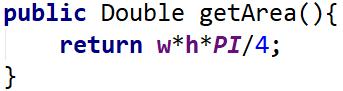 public Double getArea(){
    return w*h*PI/4;
}